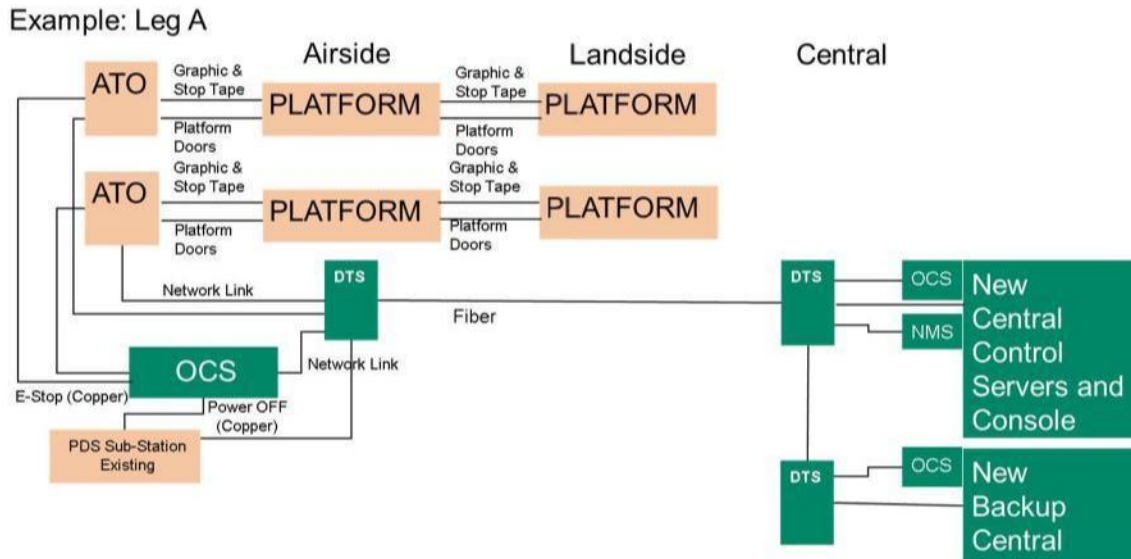 Example: Leg A
Airside
Landside
Central
ATO
Graphic &
Stop Tape
PLATFORM
Graphic &
Stop Tape
PLATFORM
Platform
Doors
Platform
Doors
ATO
Graphic &
Stop Tape
PLATFORM
Graphic &
Stop Tape
PLATFORM
Platform
Doors
Platform
Doors
Network Link
DTS
Fiber
DTS
OCS
NMS
New
Central
Control
Servers and
Console
OCS
Network Link
E-Stop (Copper)
Power OFF
(Copper)
PDS Sub-Station
Existing
DTS
OCS
New
Backup
Central